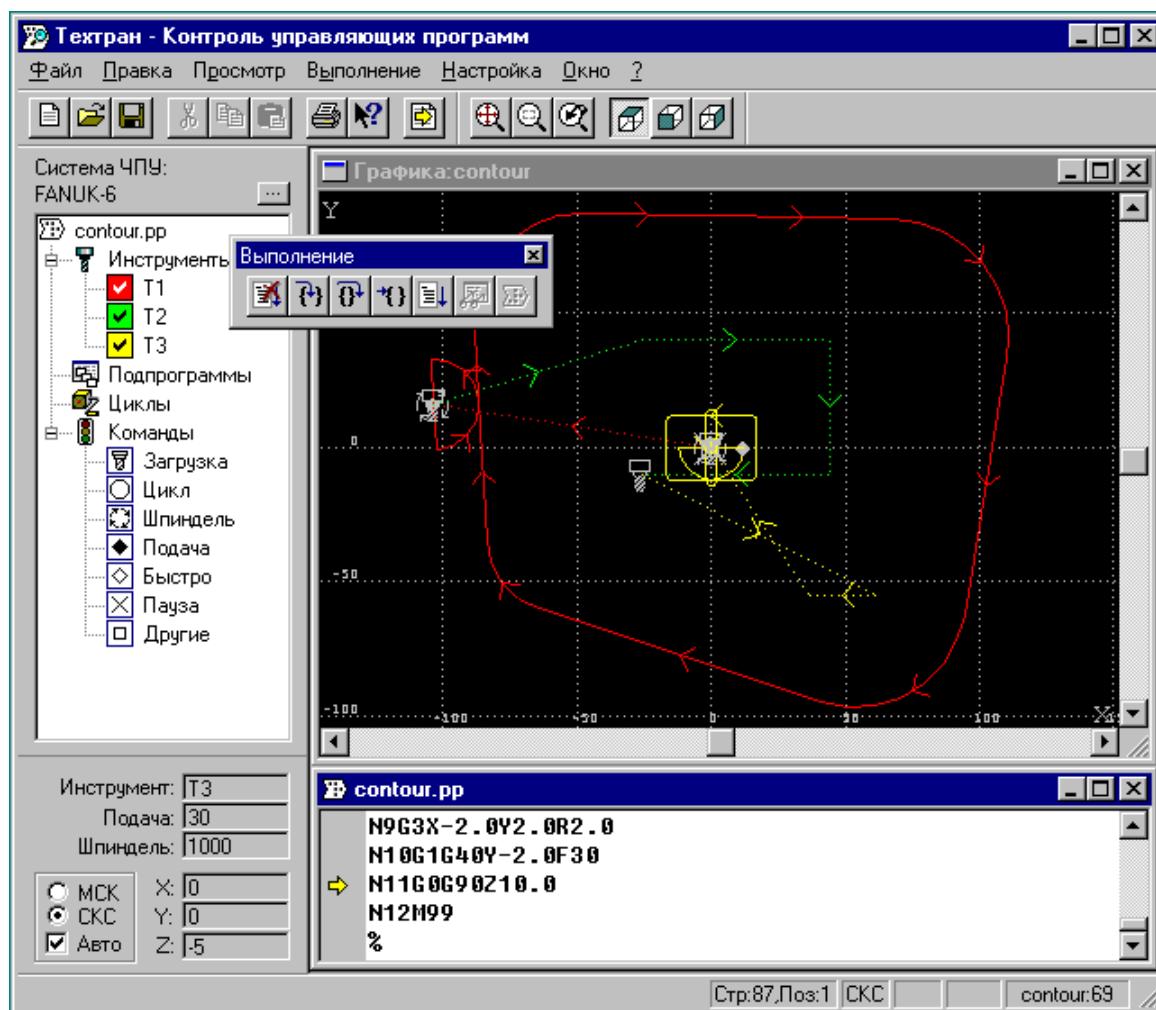 Техтран - Контроль управляющих программ
Файл Правка Просмотр Выполнение Настройка Окно ?
Система ЧПУ:
FANUK-6
...
contour.pp
Инструменты
T1
T2
T3
Подпрограммы
Циклы
Команды
Загрузка
Цикл
Шпиндель
Подача
Быстро
Пауза
Другие
Выполнение
Графика:contour
Y
0
-50
-100
-100 -50 0 50 100 X
Инструмент: T3
Подача: 30
Шпиндель: 1000
МСК
СКС
Авто
X: 0
Y: 0
Z: -5
contour.pp
N9G3X-2.0Y2.0R2.0
N10G1G40Y-2.0F30
N11G0G90Z10.0
N12M99
%
Стр:87,Поз:1 СКС contour:69